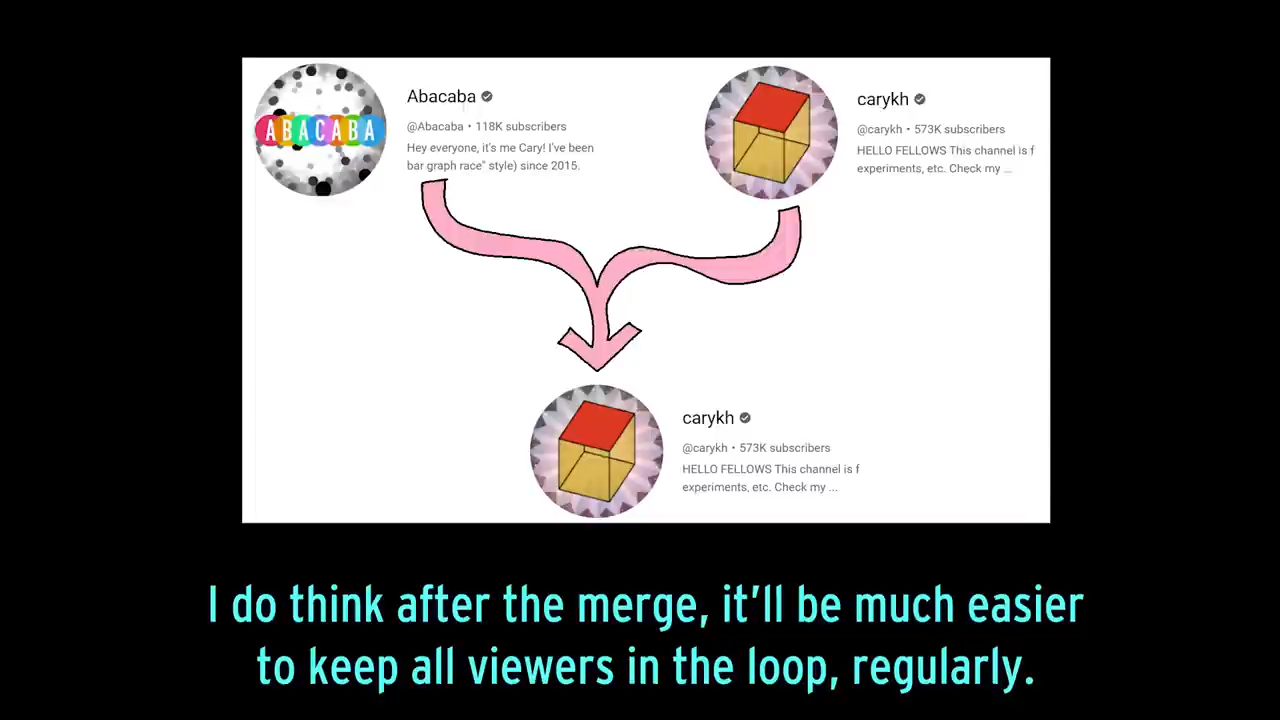 ABACABA
Abacaba
@Abacaba • 118K subscribers
Hey everyone, it's me Cary! I've been
bar graph race" style) since 2015.
carykh
@carykh • 573K subscribers
HELLO FELLOWS This channel is f
experiments, etc. Check my ...
carykh
@carykh • 573K subscribers
HELLO FELLOWS This channel is f
experiments, etc. Check my ...
I do think after the merge, it'll be much easier
to keep all viewers in the loop, regularly.